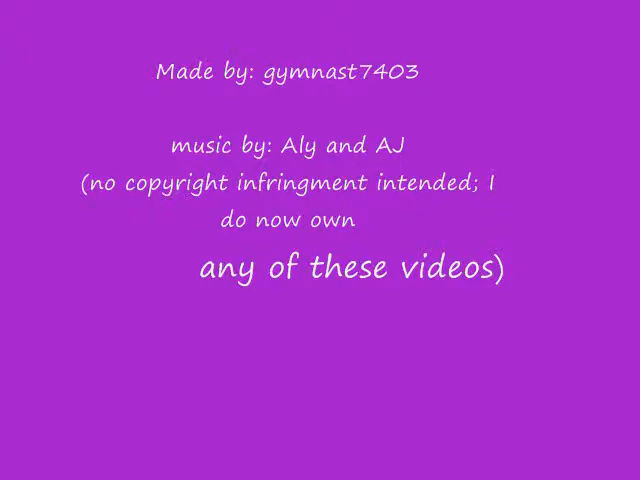 Made by: gymnast7403
music by: Aly and AJ
(no copyright infringment intended; I
do now own
any of these videos)